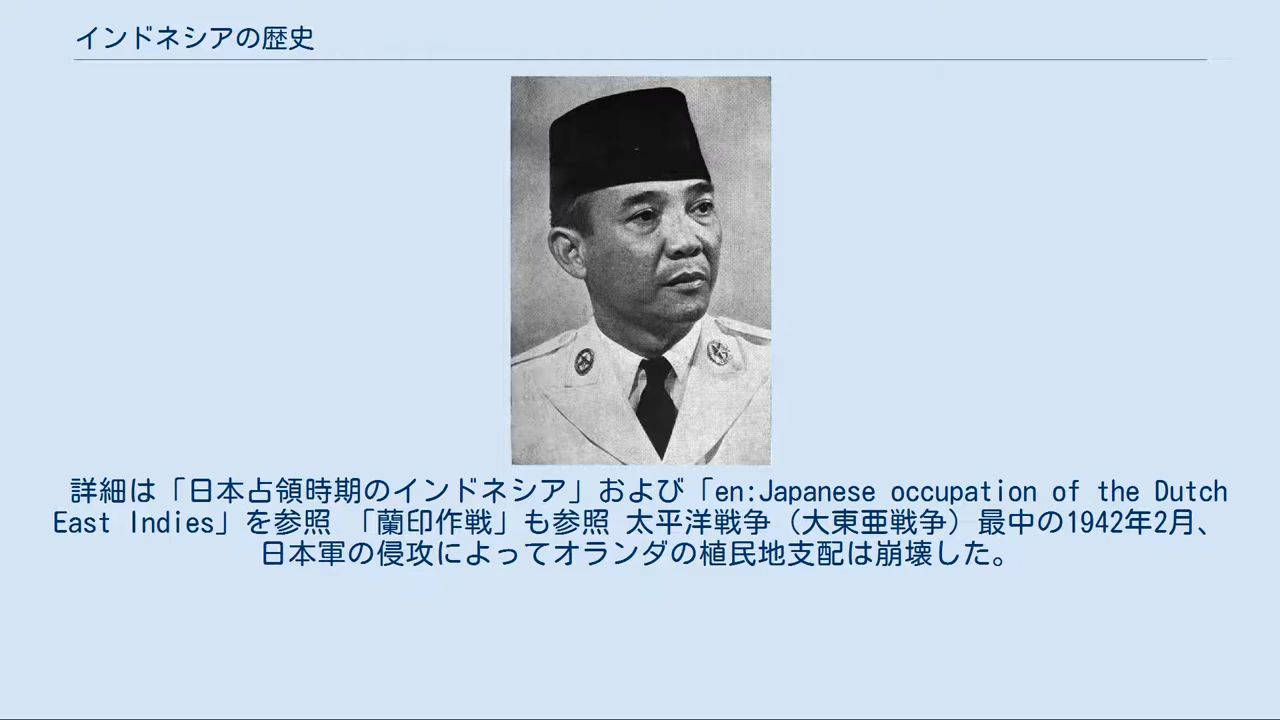 インドネシアの歴史
詳細は「日本占領時期のインドネシア」および「en:Japanese occupation of the Dutch
East Indies」を参照 「蘭印作戦」も参照 太平洋戦争（大東亜戦争）最中の1942年2月、
日本軍の侵攻によってオランダの植民地支配は崩壊した。